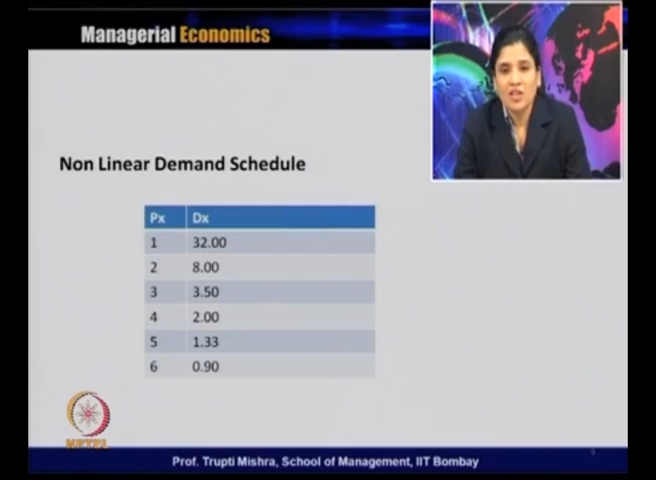 Managerial Economics
Non Linear Demand Schedule
Px Dx
1 32.00
2 8.00
3 3.50
4 2.00
5 1.33
6 0.90
NPTEL
Prof. Trupti Mishra, School of Management, IIT Bombay